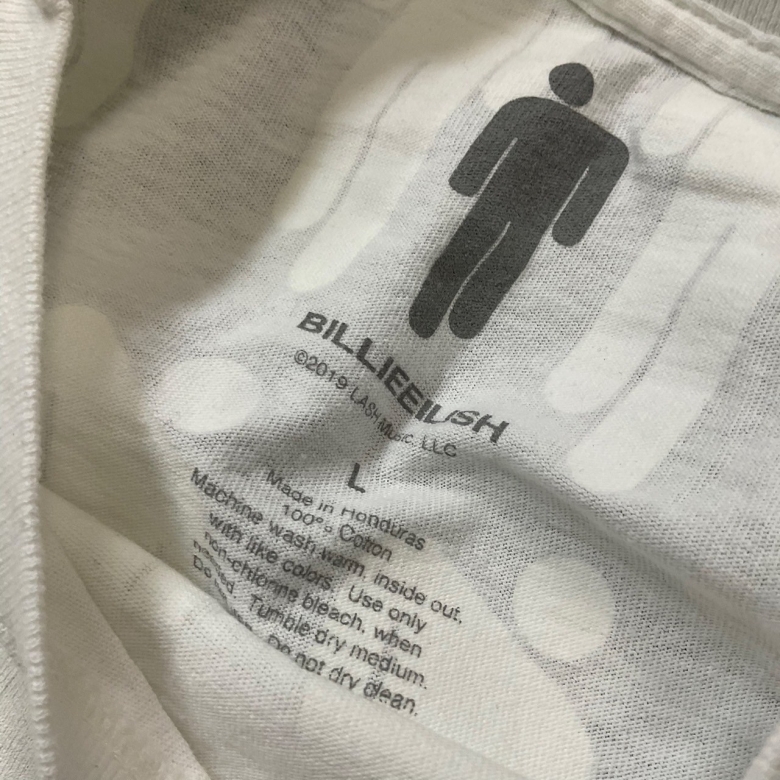 BILLIEEILISH
©2019 LASH MUSIC, LLC
L
Made in Honduras
100% Cotton
Machine wash warm, inside out,
with like colors. Use only
non-chlorine bleach, when
Tumble dry medium.
Do not dry clean.